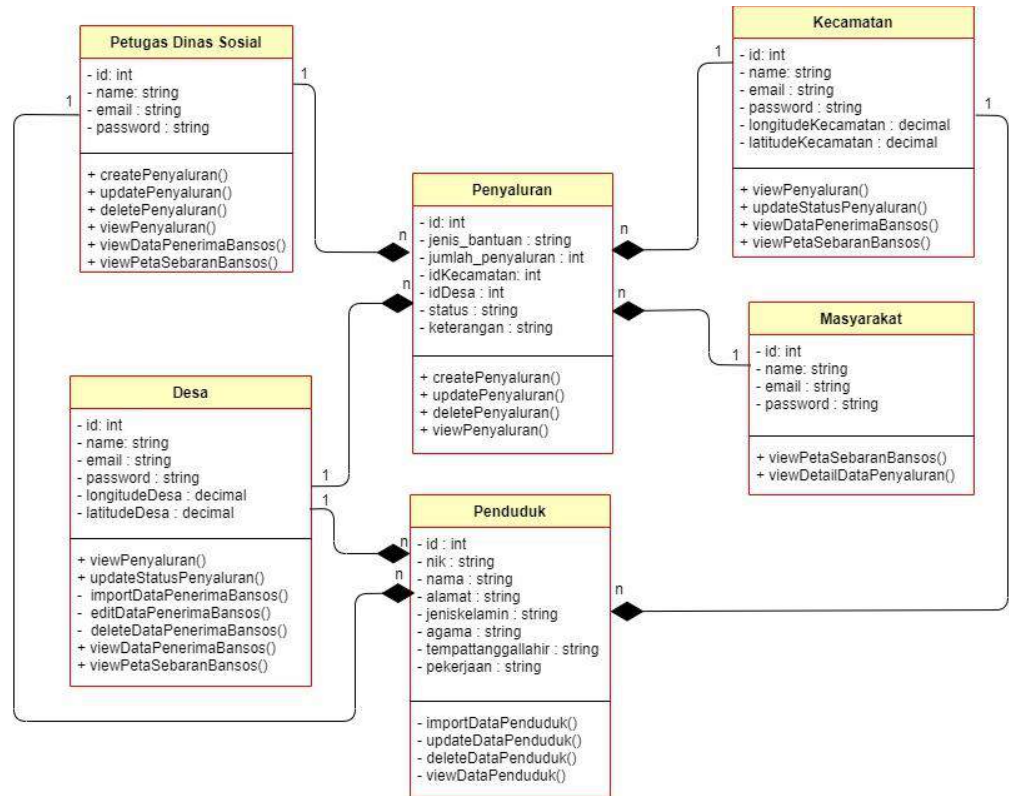 Petugas Dinas Sosial
- id: int
- name: string
- email : string
- password : string
+ createPenyaluran()
+ updatePenyaluran()
+ deletePenyaluran()
+ viewPenyaluran()
+ viewDataPenerimaBansos()
+ viewPetaSebaranBansos()
1
1
Kecamatan
- id: int
- name: string
- email : string
- password : string
- longitudeKecamatan : decimal
- latitudeKecamatan : decimal
+ viewPenyaluran()
+ updateStatusPenyaluran()
+ viewDataPenerimaBansos()
+ viewPetaSebaranBansos()
1
1
Penyaluran
- id: int
- jenis_bantuan : string
- jumlah_penyaluran : int
- idKecamatan: int
- idDesa : int
- status : string
- keterangan : string
+ createPenyaluran()
+ updatePenyaluran()
+ deletePenyaluran()
+ viewPenyaluran()
n
n
n
n
Masyarakat
- id: int
- name: string
- email : string
- password : string
+ viewPetaSebaranBansos()
+ viewDetailDataPenyaluran()
1
Desa
- id: int
- name: string
- email : string
- password : string
- longitudeDesa : decimal
- latitudeDesa : decimal
+ viewPenyaluran()
+ updateStatusPenyaluran()
- importDataPenerimaBansos()
- editDataPenerimaBansos()
- deleteDataPenerimaBansos()
+ viewDataPenerimaBansos()
+ viewPetaSebaranBansos()
1
1
Penduduk
- id : int
- nik : string
- nama : string
- alamat : string
- jeniskelamin : string
- agama : string
- tempattanggallahir : string
- pekerjaan : string
- importDataPenduduk()
- updateDataPenduduk()
- deleteDataPenduduk()
- viewDataPenduduk()
n
n
n